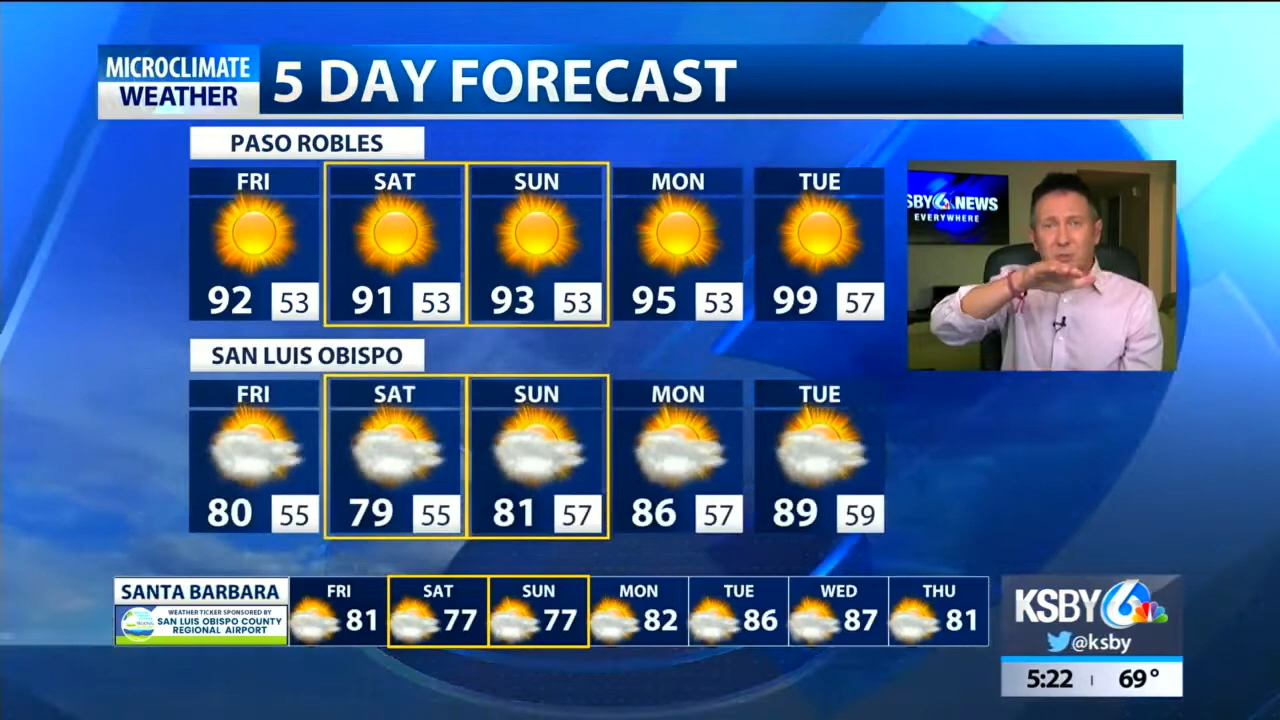 MICROCLIMATE
WEATHER
5 DAY FORECAST
PASO ROBLES
FRI SAT SUN MON TUE
92 53 91 53 93 53 95 53 99 57
SBY 6 NEWS
EVERYWHERE
SAN LUIS OBISPO
FRI SAT SUN MON TUE
80 55 79 55 81 57 86 57 89 59
SANTA BARBARA
WEATHER TICKER SPONSORED BY
SAN LUIS OBISPO COUNTY
REGIONAL AIRPORT
FRI SAT SUN MON TUE WED THU
81 77 77 82 86 87 81
KSBY 6
@ksby
5:22 69°